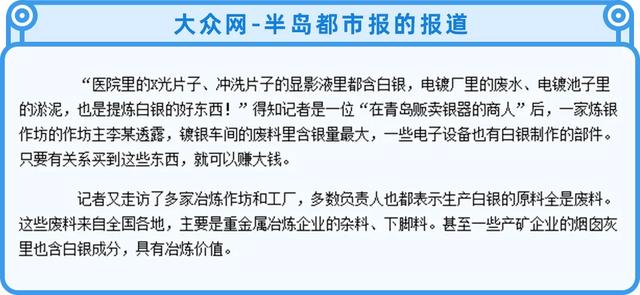 大众网-半岛都市报的报道
“医院里的X光片子、冲洗片子的显影液里都含白银，电镀厂里的废水、电镀池子里
的淤泥，也是提炼白银的好东西！”得知记者是一位“在青岛贩卖银器的商人”后，一家炼银
作坊的作坊主李某透露，镀银车间的废料里含银量最大，一些电子设备也有白银制作的部件。
只要有关系买到这些东西，就可以赚大钱。
记者又走访了多家冶炼作坊和工厂，多数负责人也都表示生产白银的原料全是废料。
这些废料来自全国各地，主要是重金属冶炼企业的杂料、下脚料。甚至一些产矿企业的烟囱灰
里也含白银成分，具有冶炼价值。